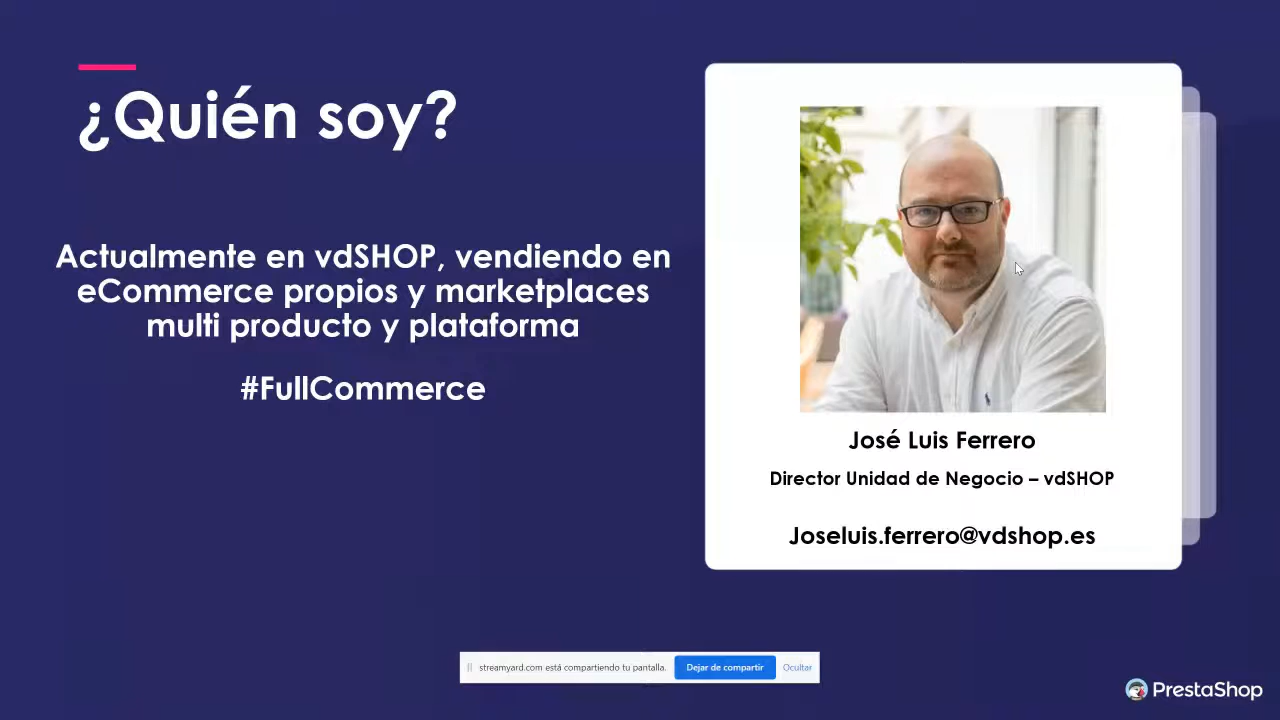 ¿Quién soy?
Actualmente en vdSHOP, vendiendo en
eCommerce propios y marketplaces
multi producto y plataforma
#FullCommerce
José Luis Ferrero
Director Unidad de Negocio – vdSHOP
Joseluis.ferrero@vdshop.es
streamyard.com está compartiendo tu pantalla. Dejar de compartir Ocultar
PrestaShop